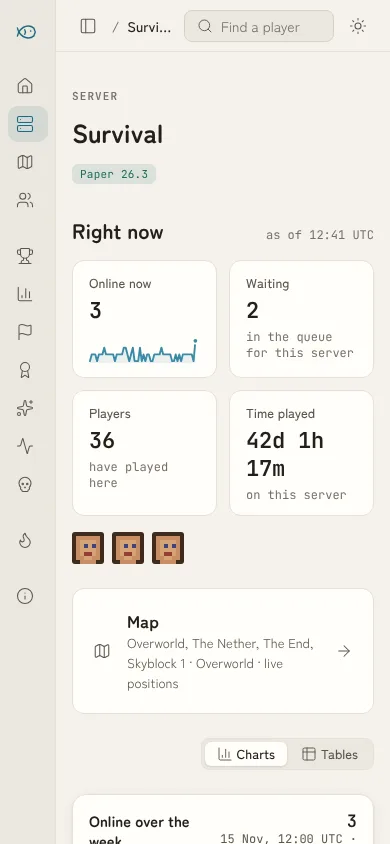 / Survi...
Find a player
SERVER
Survival
Paper 26.3
Right now
as of 12:41 UTC
Online now
3
Waiting
2
in the queue
for this server
Players
36
have played
here
Time played
42d 1h
17m
on this server
Map
Overworld, The Nether, The End,
Skyblock 1 · Overworld · live
positions
Charts
Tables
Online over the
week
3
15 Nov, 12:00 UTC ·